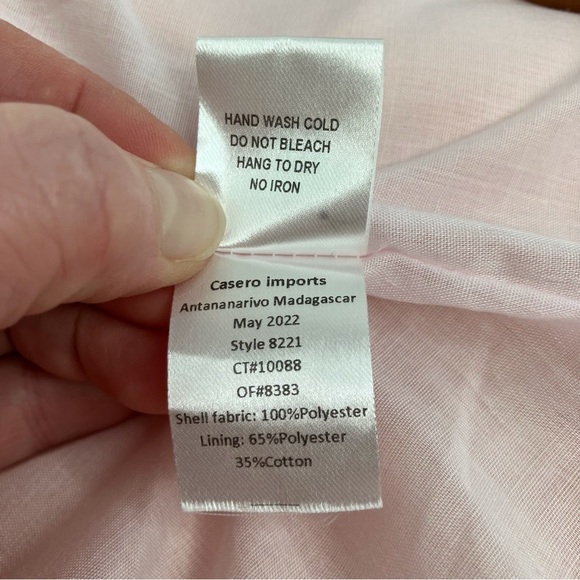 HAND WASH COLD
DO NOT BLEACH
HANG TO DRY
NO IRON
Casero imports
Antananarivo Madagascar
May 2022
Style 8221
CT#10088
OF#8383
Shell fabric: 100%Polyester
Lining: 65%Polyester
35%Cotton